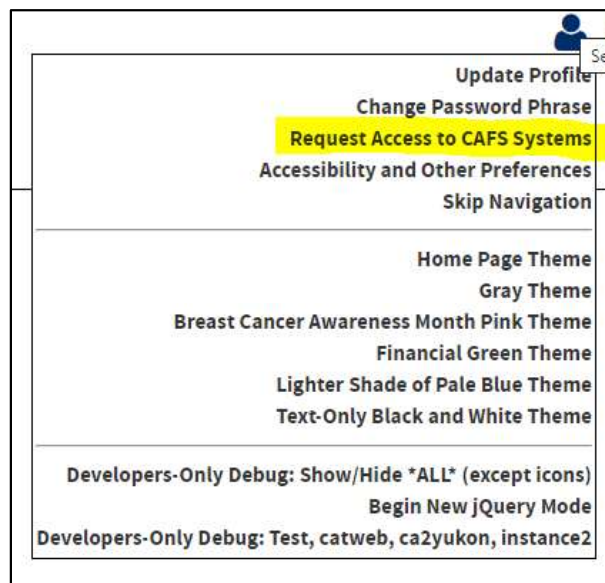 Se
Update Profile
Change Password Phrase
Request Access to CAFS Systems
Accessibility and Other Preferences
Skip Navigation
Home Page Theme
Gray Theme
Breast Cancer Awareness Month Pink Theme
Financial Green Theme
Lighter Shade of Pale Blue Theme
Text-Only Black and White Theme
Developers-Only Debug: Show/Hide *ALL* (except icons)
Begin New jQuery Mode
Developers-Only Debug: Test, catweb, ca2yukon, instance2